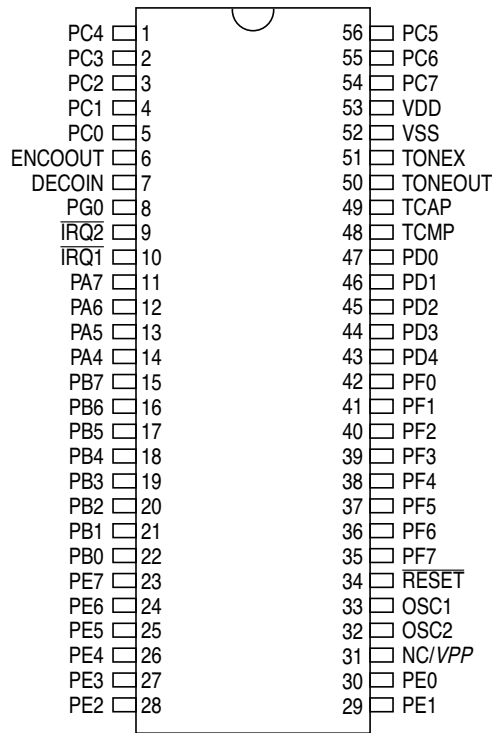 PC4 1 56 PC5
PC3 2 55 PC6
PC2 3 54 PC7
PC1 4 53 VDD
PC0 5 52 VSS
ENCOOUT 6 51 TONEX
DECOIN 7 50 TONEOUT
PG0 8 49 TCAP
IRQ2 9 48 TCMP
IRQ1 10 47 PD0
PA7 11 46 PD1
PA6 12 45 PD2
PA5 13 44 PD3
PA4 14 43 PD4
PB7 15 42 PF0
PB6 16 41 PF1
PB5 17 40 PF2
PB4 18 39 PF3
PB3 19 38 PF4
PB2 20 37 PF5
PB1 21 36 PF6
PB0 22 35 PF7
PE7 23 34 RESET
PE6 24 33 OSC1
PE5 25 32 OSC2
PE4 26 31 NC/VPP
PE3 27 30 PE0
PE2 28 29 PE1